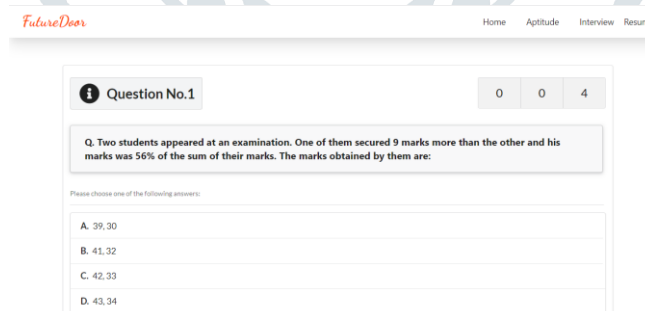 FutureDoor
Home Aptitude Interview Resum
Question No.1
0 0 4
Q. Two students appeared at an examination. One of them secured 9 marks more than the other and his
marks was 56% of the sum of their marks. The marks obtained by them are:
Please choose one of the following answers:
A. 39, 30
B. 41, 32
C. 42, 33
D. 43, 34